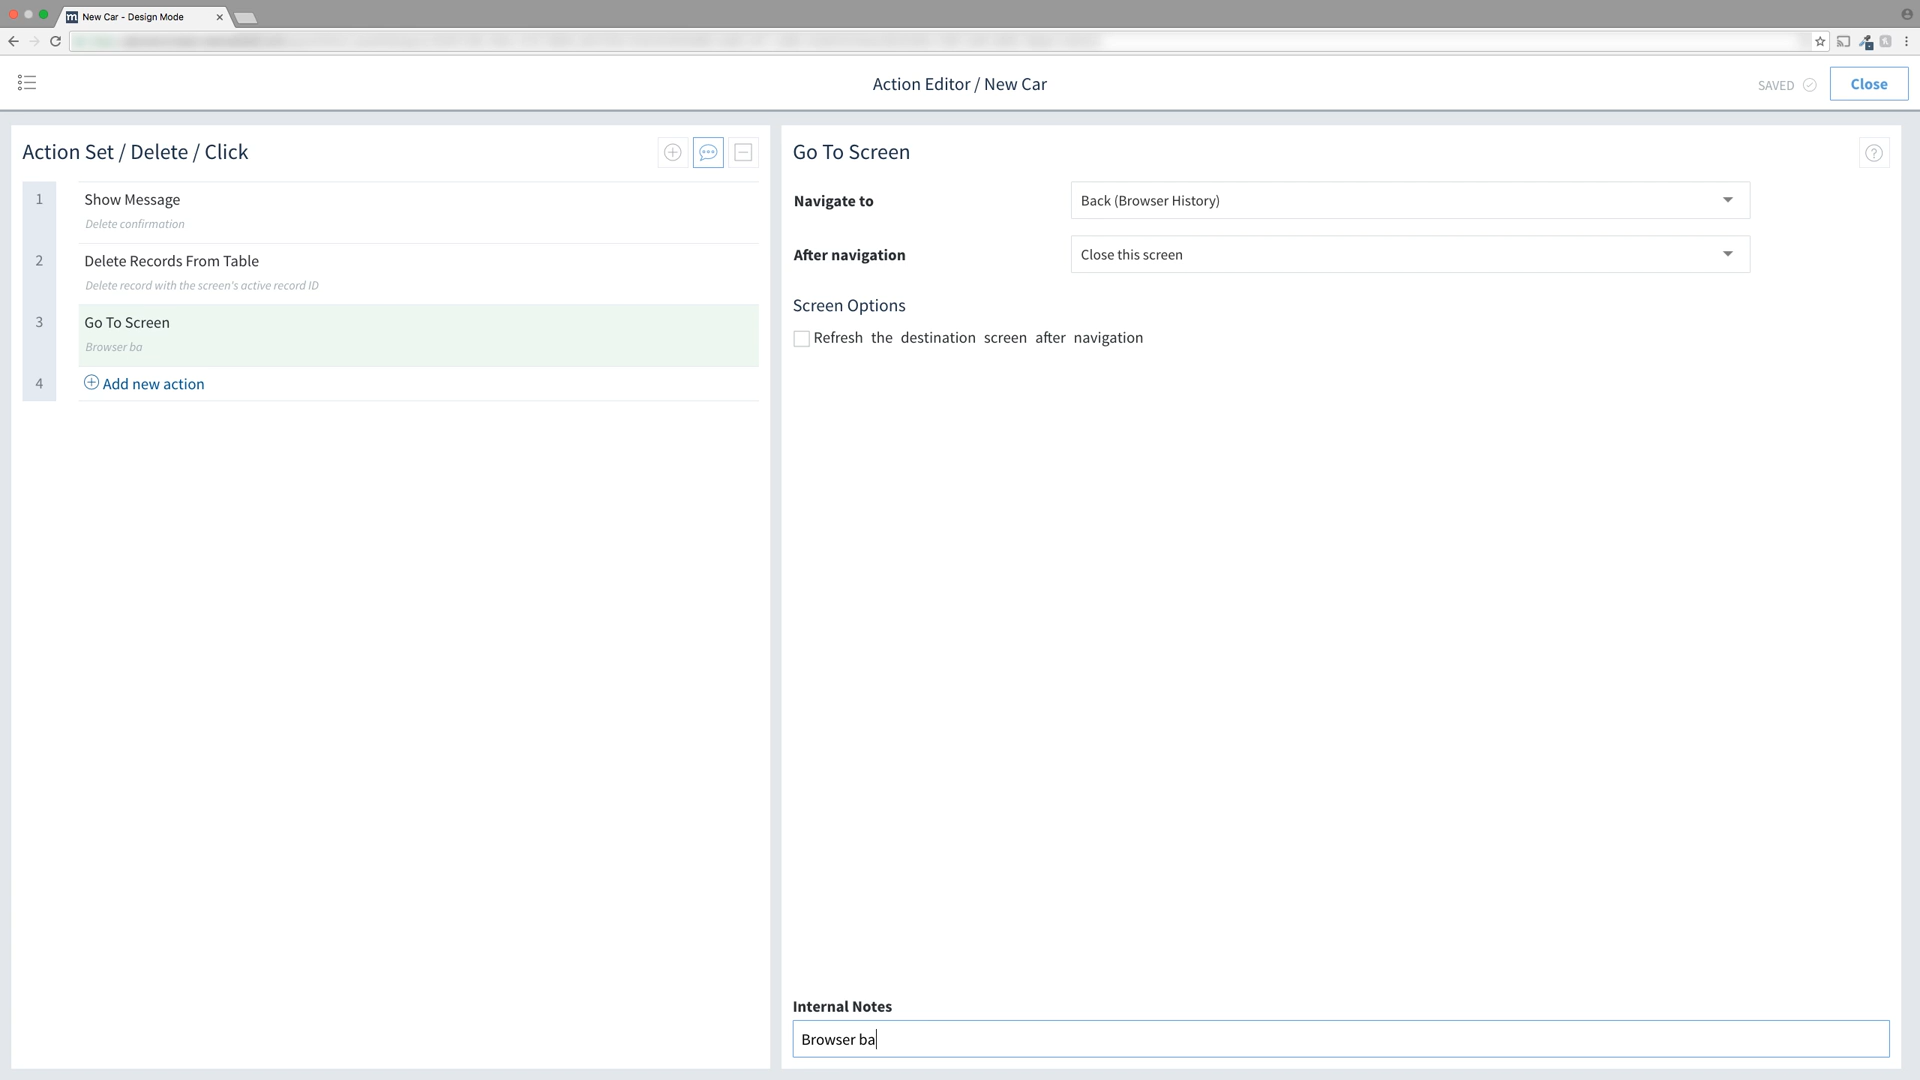 New Car - Design Mode
Action Editor / New Car
SAVED
Close
Action Set / Delete / Click
1
Show Message
Delete confirmation
2
Delete Records From Table
Delete record with the screen's active record ID
3
Go To Screen
Browser ba
4
Add new action
Go To Screen
Navigate to
Back (Browser History)
After navigation
Close this screen
Screen Options
Refresh the destination screen after navigation
Internal Notes
Browser ba